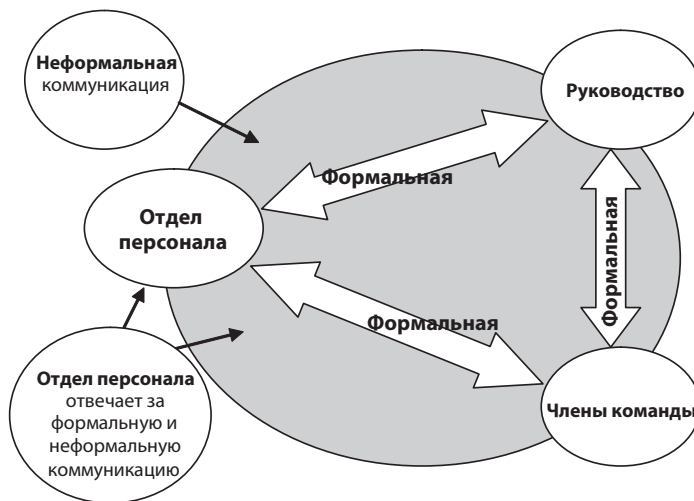 Неформальная
коммуникация
Руководство
Формальная
Отдел
персонала
Формальная
Формальная
Отдел персонала
отвечает за
формальную и
неформальную
коммуникацию
Члены команды